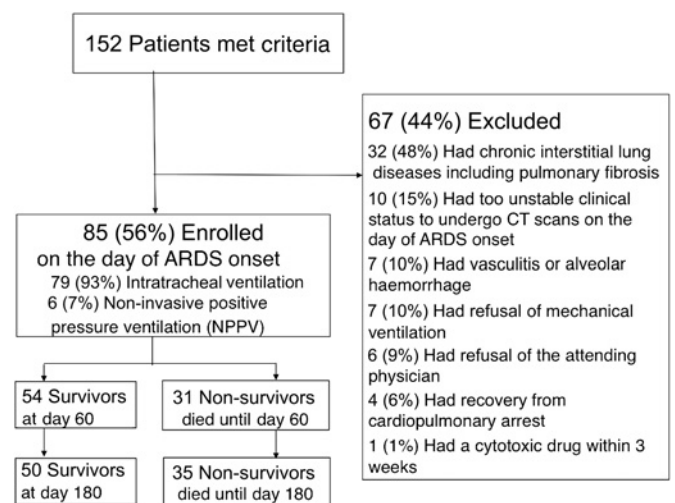 152 Patients met criteria
67 (44%) Excluded
32 (48%) Had chronic interstitial lung
diseases including pulmonary fibrosis
10 (15%) Had too unstable clinical
status to undergo CT scans on the
day of ARDS onset
7 (10%) Had vasculitis or alveolar
haemorrhage
7 (10%) Had refusal of mechanical
ventilation
6 (9%) Had refusal of the attending
physician
4 (6%) Had recovery from
cardiopulmonary arrest
1 (1%) Had a cytotoxic drug within 3
weeks
85 (56%) Enrolled
on the day of ARDS onset
79 (93%) Intratracheal ventilation
6 (7%) Non-invasive positive
pressure ventilation (NPPV)
54 Survivors
at day 60
31 Non-survivors
died until day 60
50 Survivors
at day 180
35 Non-survivors
died until day 180